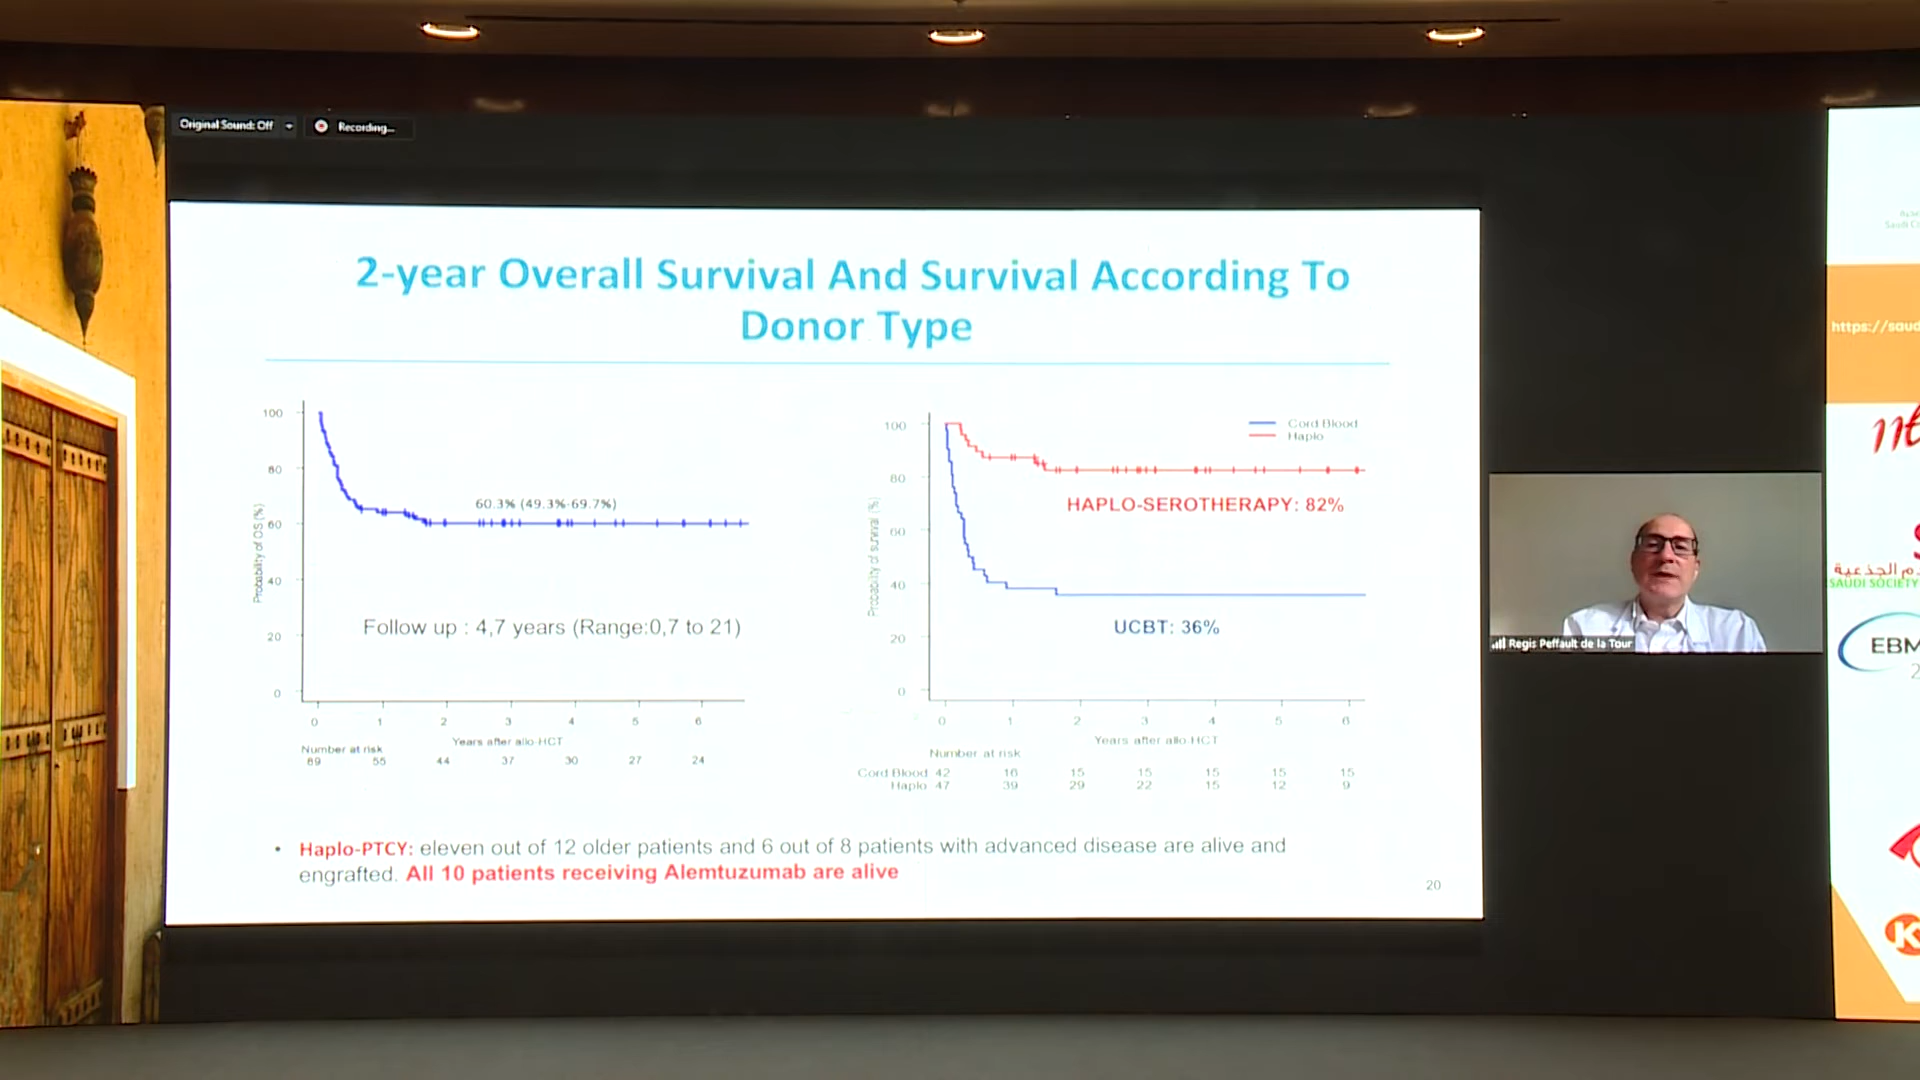 Original Sound: Off
Recording...
2-year Overall Survival And Survival According To
Donor Type
Probability of OS (%)
100
80
60
40
20
0
60.3% (49.3%-69.7%)
Follow up : 4,7 years (Range:0,7 to 21)
0 1 2 3 4 5 6
Years after allo-HCT
Number at risk
89 55 44 37 30 27 24
Probability of survival (%)
100
80
60
40
20
0
Cord Blood
Haplo
HAPLO-SEROTHERAPY: 82%
UCBT: 36%
0 1 2 3 4 5 6
Years after allo HCT
Number at risk
Cord Blood 42 16 15 15 15 15 15
Haplo 47 39 29 22 15 12 9
• Haplo-PTCY: eleven out of 12 older patients and 6 out of 8 patients with advanced disease are alive and
engrafted. All 10 patients receiving Alemtuzumab are alive
20
Regis Peffault de la Tour
https://saud
SAUDI SOCIETY
EBM
K